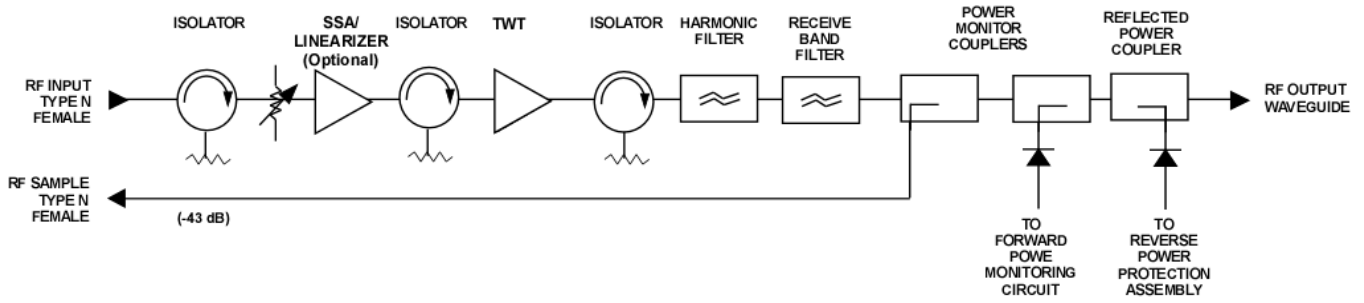 ISOLATOR
SSA/
LINEARIZER
(Optional)
ISOLATOR
TWT
ISOLATOR
HARMONIC
FILTER
RECEIVE
BAND
FILTER
POWER
MONITOR
COUPLERS
REFLECTED
POWER
COUPLER
RF INPUT
TYPE N
FEMALE
RF OUTPUT
WAVEGUIDE
RF SAMPLE
TYPE N
FEMALE
(-43 dB)
TO
FORWARD
POWE
MONITORING
CIRCUIT
TO
REVERSE
POWER
PROTECTION
ASSEMBLY